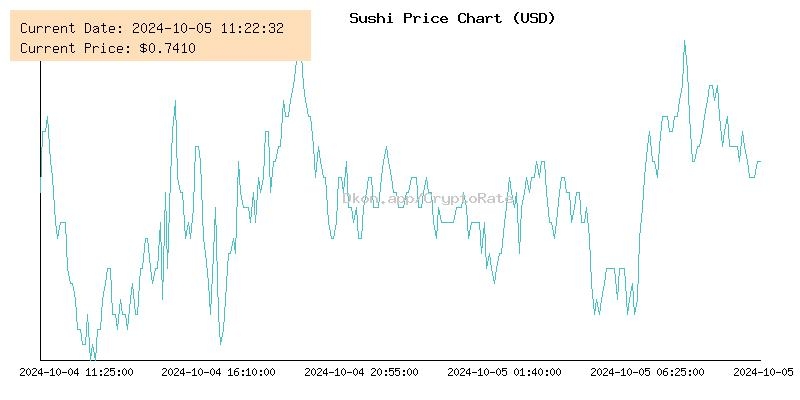 Sushi Price Chart (USD)
Current Date: 2024-10-05 11:22:32
Current Price: $0.7410
Dkon.app/CryptoRate
2024-10-04 11:25:00 2024-10-04 16:10:00 2024-10-04 20:55:00 2024-10-05 01:40:00 2024-10-05 06:25:00 2024-10-05